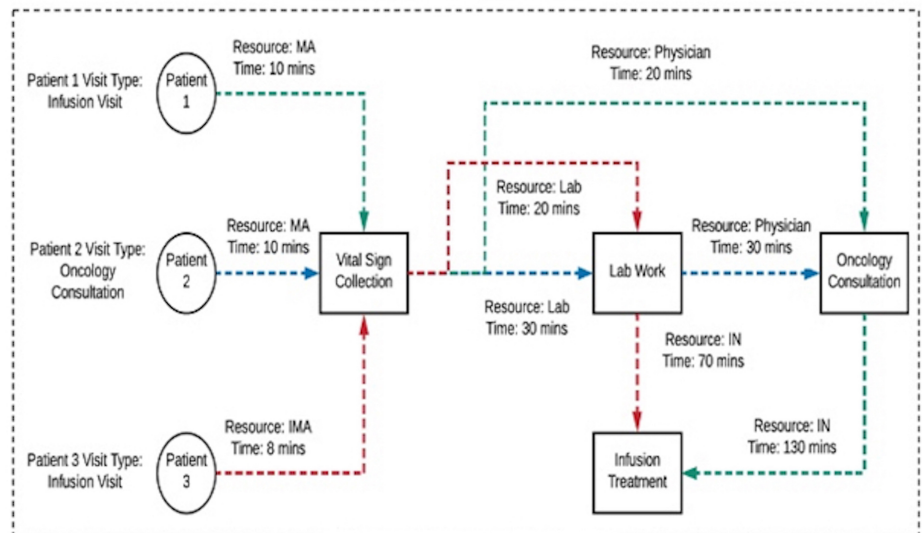 Resource: MA
Time: 10 mins
Resource: Physician
Time: 20 mins
Patient 1 Visit Type:
Infusion Visit
Patient
1
Resource: Lab
Time: 20 mins
Patient 2 Visit Type:
Oncology
Consultation
Patient
2
Resource: MA
Time: 10 mins
Vital Sign
Collection
Lab Work
Resource: Physician
Time: 30 mins
Oncology
Consultation
Resource: Lab
Time: 30 mins
Resource: IN
Time: 70 mins
Patient 3 Visit Type:
Infusion Visit
Patient
3
Resource: IMA
Time: 8 mins
Infusion
Treatment
Resource: IN
Time: 130 mins